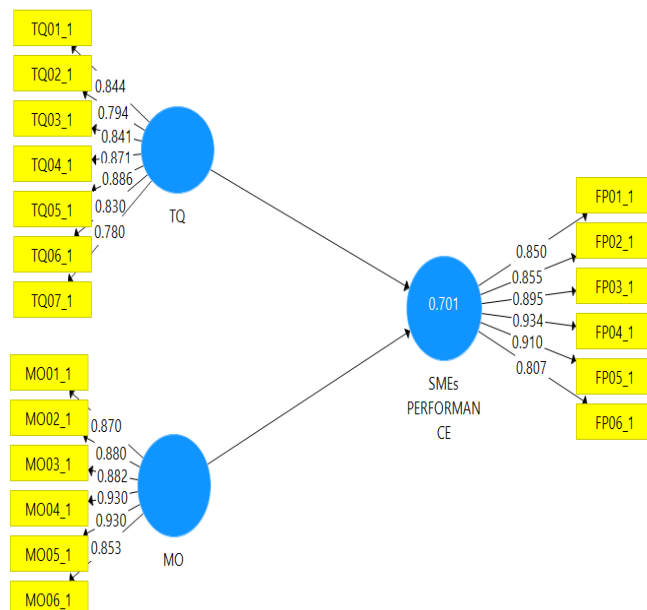 TQ01_1
TQ02_1
TQ03_1
TQ04_1
TQ05_1
TQ06_1
TQ07_1
0.844
0.794
0.841
0.871
0.886
0.830
0.780
TQ
MO01_1
MO02_1
MO03_1
MO04_1
MO05_1
MO06_1
0.870
0.880
0.882
0.930
0.930
0.853
MO
0.701
SMEs
PERFORMAN
CE
0.850
0.855
0.895
0.934
0.910
0.807
FP01_1
FP02_1
FP03_1
FP04_1
FP05_1
FP06_1